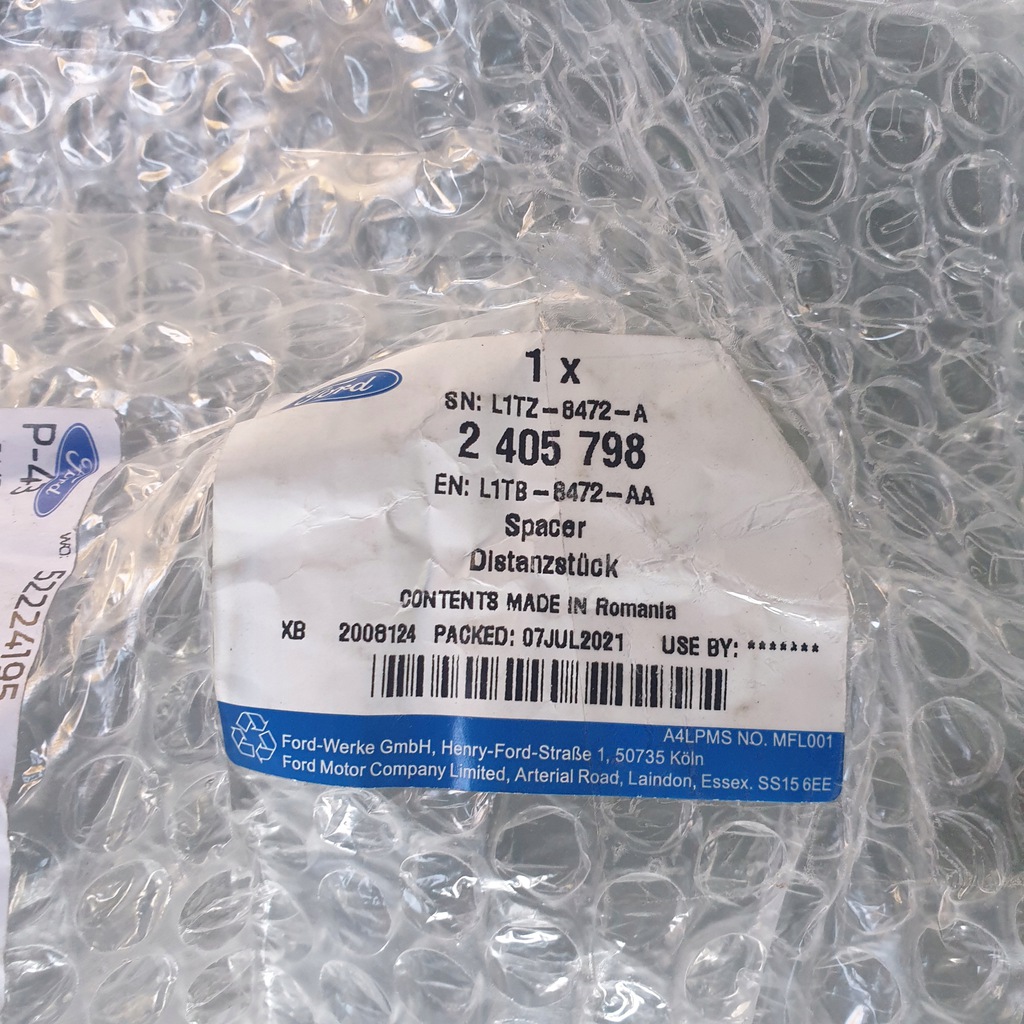 Ford
1 x
SN: L1TZ-8472-A
2 405 798
EN: L1TB-8472-AA
Spacer
Distanzstück
CONTENTS MADE IN Romania
XB 2008124 PACKED: 07JUL2021 USE BY: *******
A4LPMS NO. MFL001
Ford-Werke GmbH, Henry-Ford-Straße 1, 50735 Köln
Ford Motor Company Limited, Arterial Road, Laindon, Essex. SS15 6EE
Ford
P-43
WO: 52224195